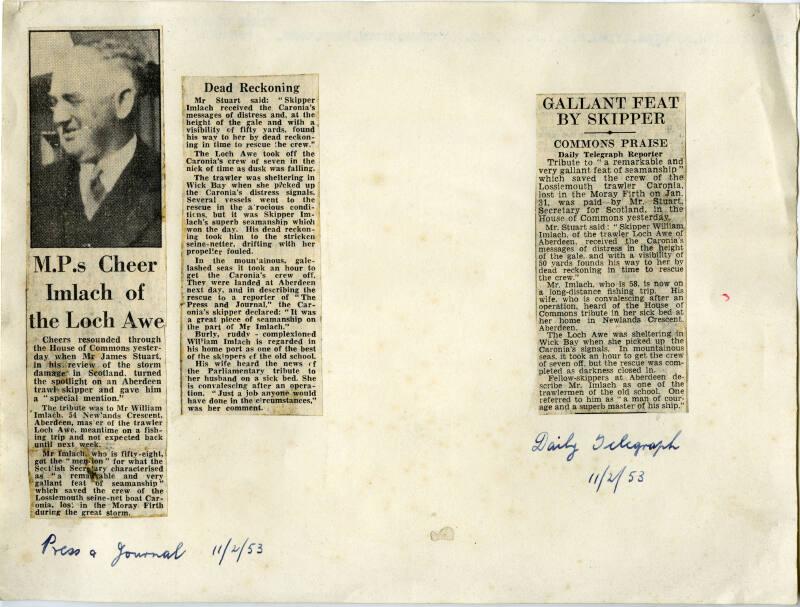 M.P.s Cheer
Imlach of
the Loch Awe
Cheers resounded through
the House of Commons yester-
day when Mr James Stuart,
in his review of the storm
damage in Scotland, turned
the spotlight on an Aberdeen
trawl skipper and gave him
a "special mention."
The tribute was to Mr William
Imlach, 54 Newlands Crescent,
Aberdeen, master of the trawler
Loch Awe, meantime on a fish-
ing trip and not expected back
until next week.
Mr Imlach, who is fifty-eight,
got the "mention" for what the
Scottish Secretary characterised
as "a remarkable and very
gallant feat of seamanship"
which saved the crew of the
Lossiemouth seine-net boat Car-
onia, lost in the Moray Firth
during the great storm.
Press & Journal 11/2/53
Dead Reckoning
Mr Stuart said: "Skipper
Imlach received the Caronia's
messages of distress and, at
the height of the gale and with a
visibility of fifty yards, found
his way to her by dead reckon-
ing in time to rescue the crew."
The Loch Awe took off the
Caronia's crew of seven in the
nick of time as dusk was falling.
The trawler was sheltering in
Wick Bay when she picked up
the Caronia's distress signals.
Several vessels went to the
rescue in the atrocious condi-
tions, but it was Skipper Im-
lach's superb seamanship which
won the day. His dead reckon-
ing took him to the stricken
seine-netter, drifting with her
propeller fouled.
In the mountainous, gale-
lashed seas it took an hour to
get the Caronia's crew off.
They were landed at Aberdeen
next day, and in describing the
rescue to a reporter of "The
Press and Journal," the Car-
onia's skipper declared: "It was
a great piece of seamanship on
the part of Mr Imlach."
Burly, ruddy-complexioned
William Imlach is regarded in
his home port as one of the best
of the skippers of the old school.
His wife heard the news of
the Parliamentary tribute to
her husband on a sick bed. She
is convalescing after an opera-
tion. "Just a job anyone would
have done in the circumstances,"
was her comment.
GALLANT FEAT
BY SKIPPER
COMMONS PRAISE
Daily Telegraph Reporter
Tribute to "a remarkable and
very gallant feat of seamanship"
which saved the crew of the
Lossiemouth trawler Caronia,
lost in the Moray Firth on Jan.
31, was paid by Mr. Stuart,
Secretary for Scotland, in the
House of Commons yesterday.
Mr. Stuart said: "Skipper William
Imlach, of the trawler Loch Awe of
Aberdeen, received the Caronia's
messages of distress in the height
of the gale, and with a visibility of
50 yards founds his way to her by
dead reckoning in time to rescue
the crew."
Mr. Imlach, who is 58, is now on
a long-distance fishing trip. His
wife, who is convalescing after an
operation, heard of the House of
Commons tribute in her sick bed at
her home in Newlands Crescent,
Aberdeen.
The Loch Awe was sheltering in
Wick Bay when she picked up the
Caronia's signals. In mountainous
seas, it took an hour to get the crew
of seven off, but the rescue was com-
pleted as darkness closed in.
Fellow-skippers at Aberdeen de-
scribe Mr. Imlach as one of the
trawlermen of the old school. One
referred to him as "a man of cour-
age and a superb master of his ship."
Daily Telegraph
11/2/53